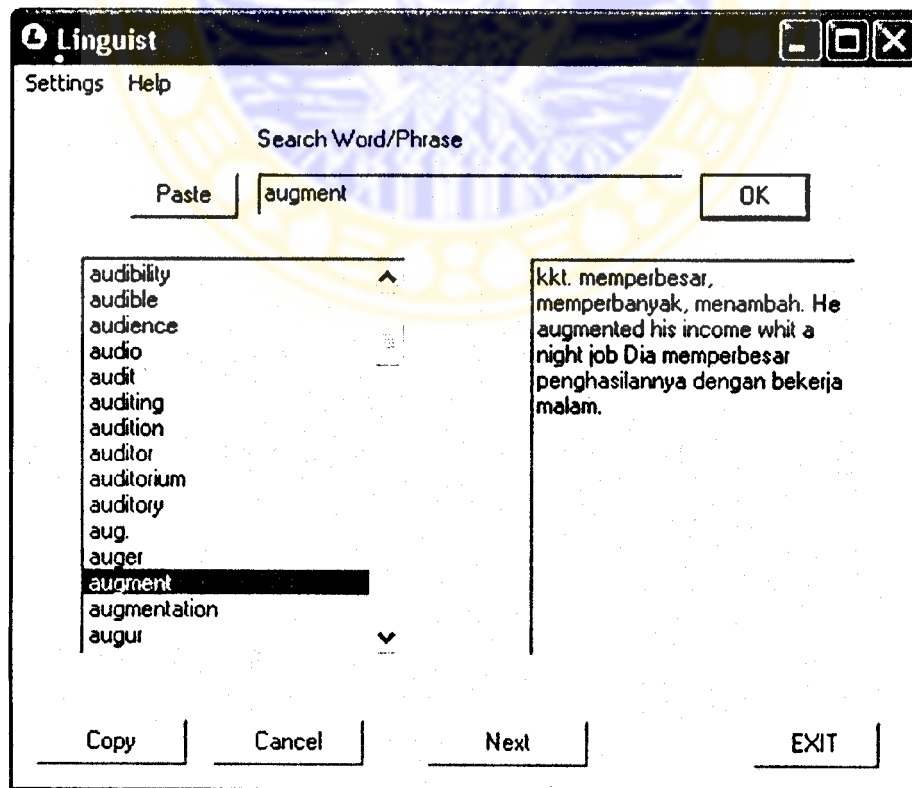 Linguist
Settings Help
Search Word/Phrase
Paste augment OK
audibility
audible
audience
audio
audit
auditing
audition
auditor
auditorium
auditory
aug.
auger
augment
augmentation
augur
kkt. memperbesar,
memperbanyak, menambah. He
augmented his income whit a
night job Dia memperbesar
penghasilannya dengan bekerja
malam.
Copy Cancel Next EXIT